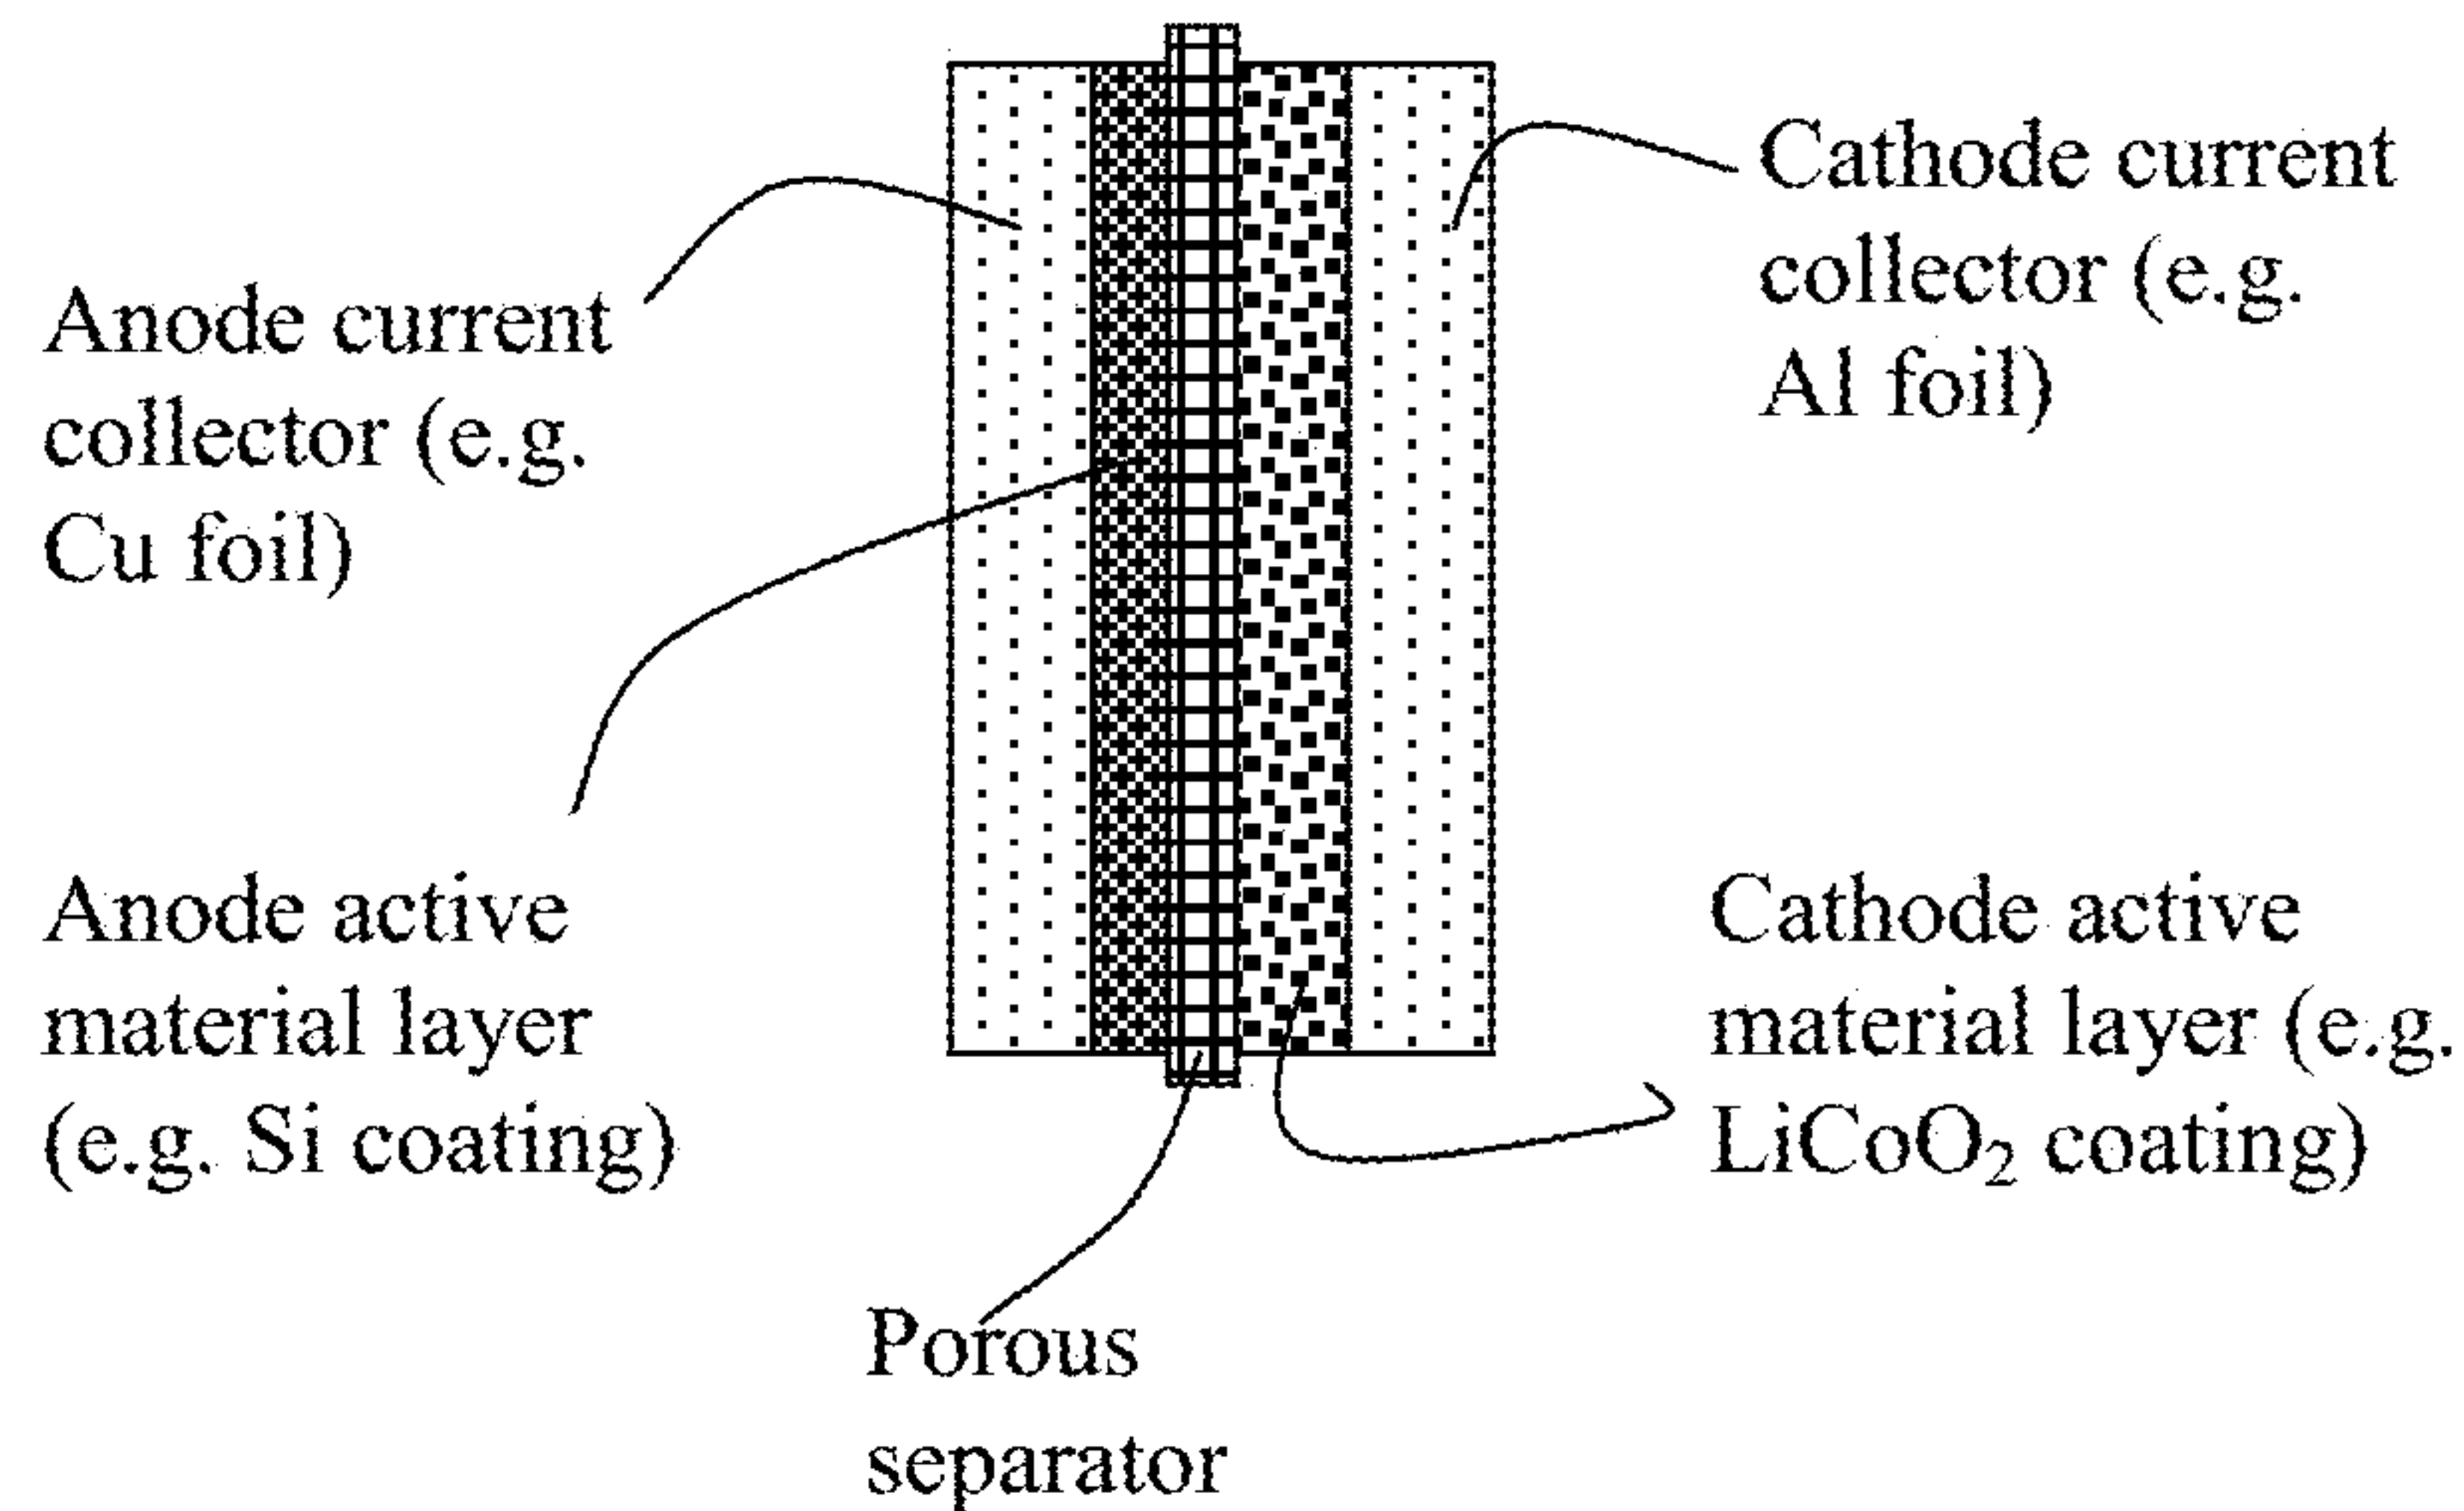 Anode current
collector (e.g.
Cu foil)
Cathode current
collector (e.g.
Al foil)
Anode active
material layer
(e.g. Si coating)
Cathode active
material layer (e.g.
LiCoO₂ coating)
Porous
separator